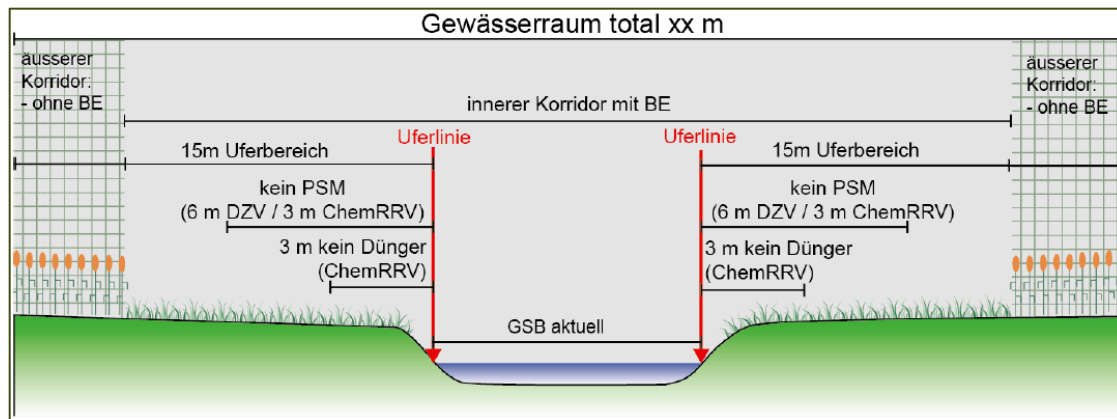 Gewässerraum total xx m
äusserer
Korridor:
- ohne BE
äusserer
Korridor:
- ohne BE
innerer Korridor mit BE
Uferlinie
Uferlinie
15m Uferbereich
15m Uferbereich
kein PSM
(6 m DZV / 3 m ChemRRV)
kein PSM
(6 m DZV / 3 m ChemRRV)
3 m kein Dünger
(ChemRRV)
3 m kein Dünger
(ChemRRV)
GSB aktuell